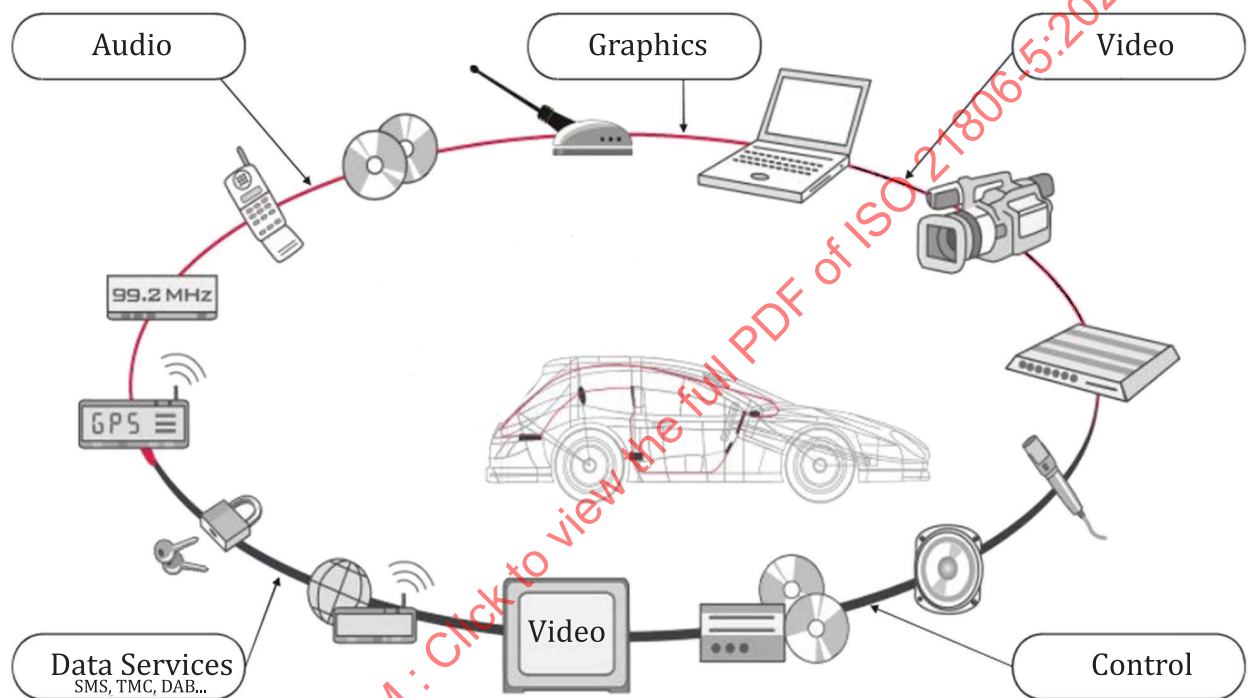 Audio
Graphics
Video
99.2 MHz
GPS
Video
Data Services
SMS, TMC, DAB...
Control
: Click to view the full PDF of ISO 21806-5:202